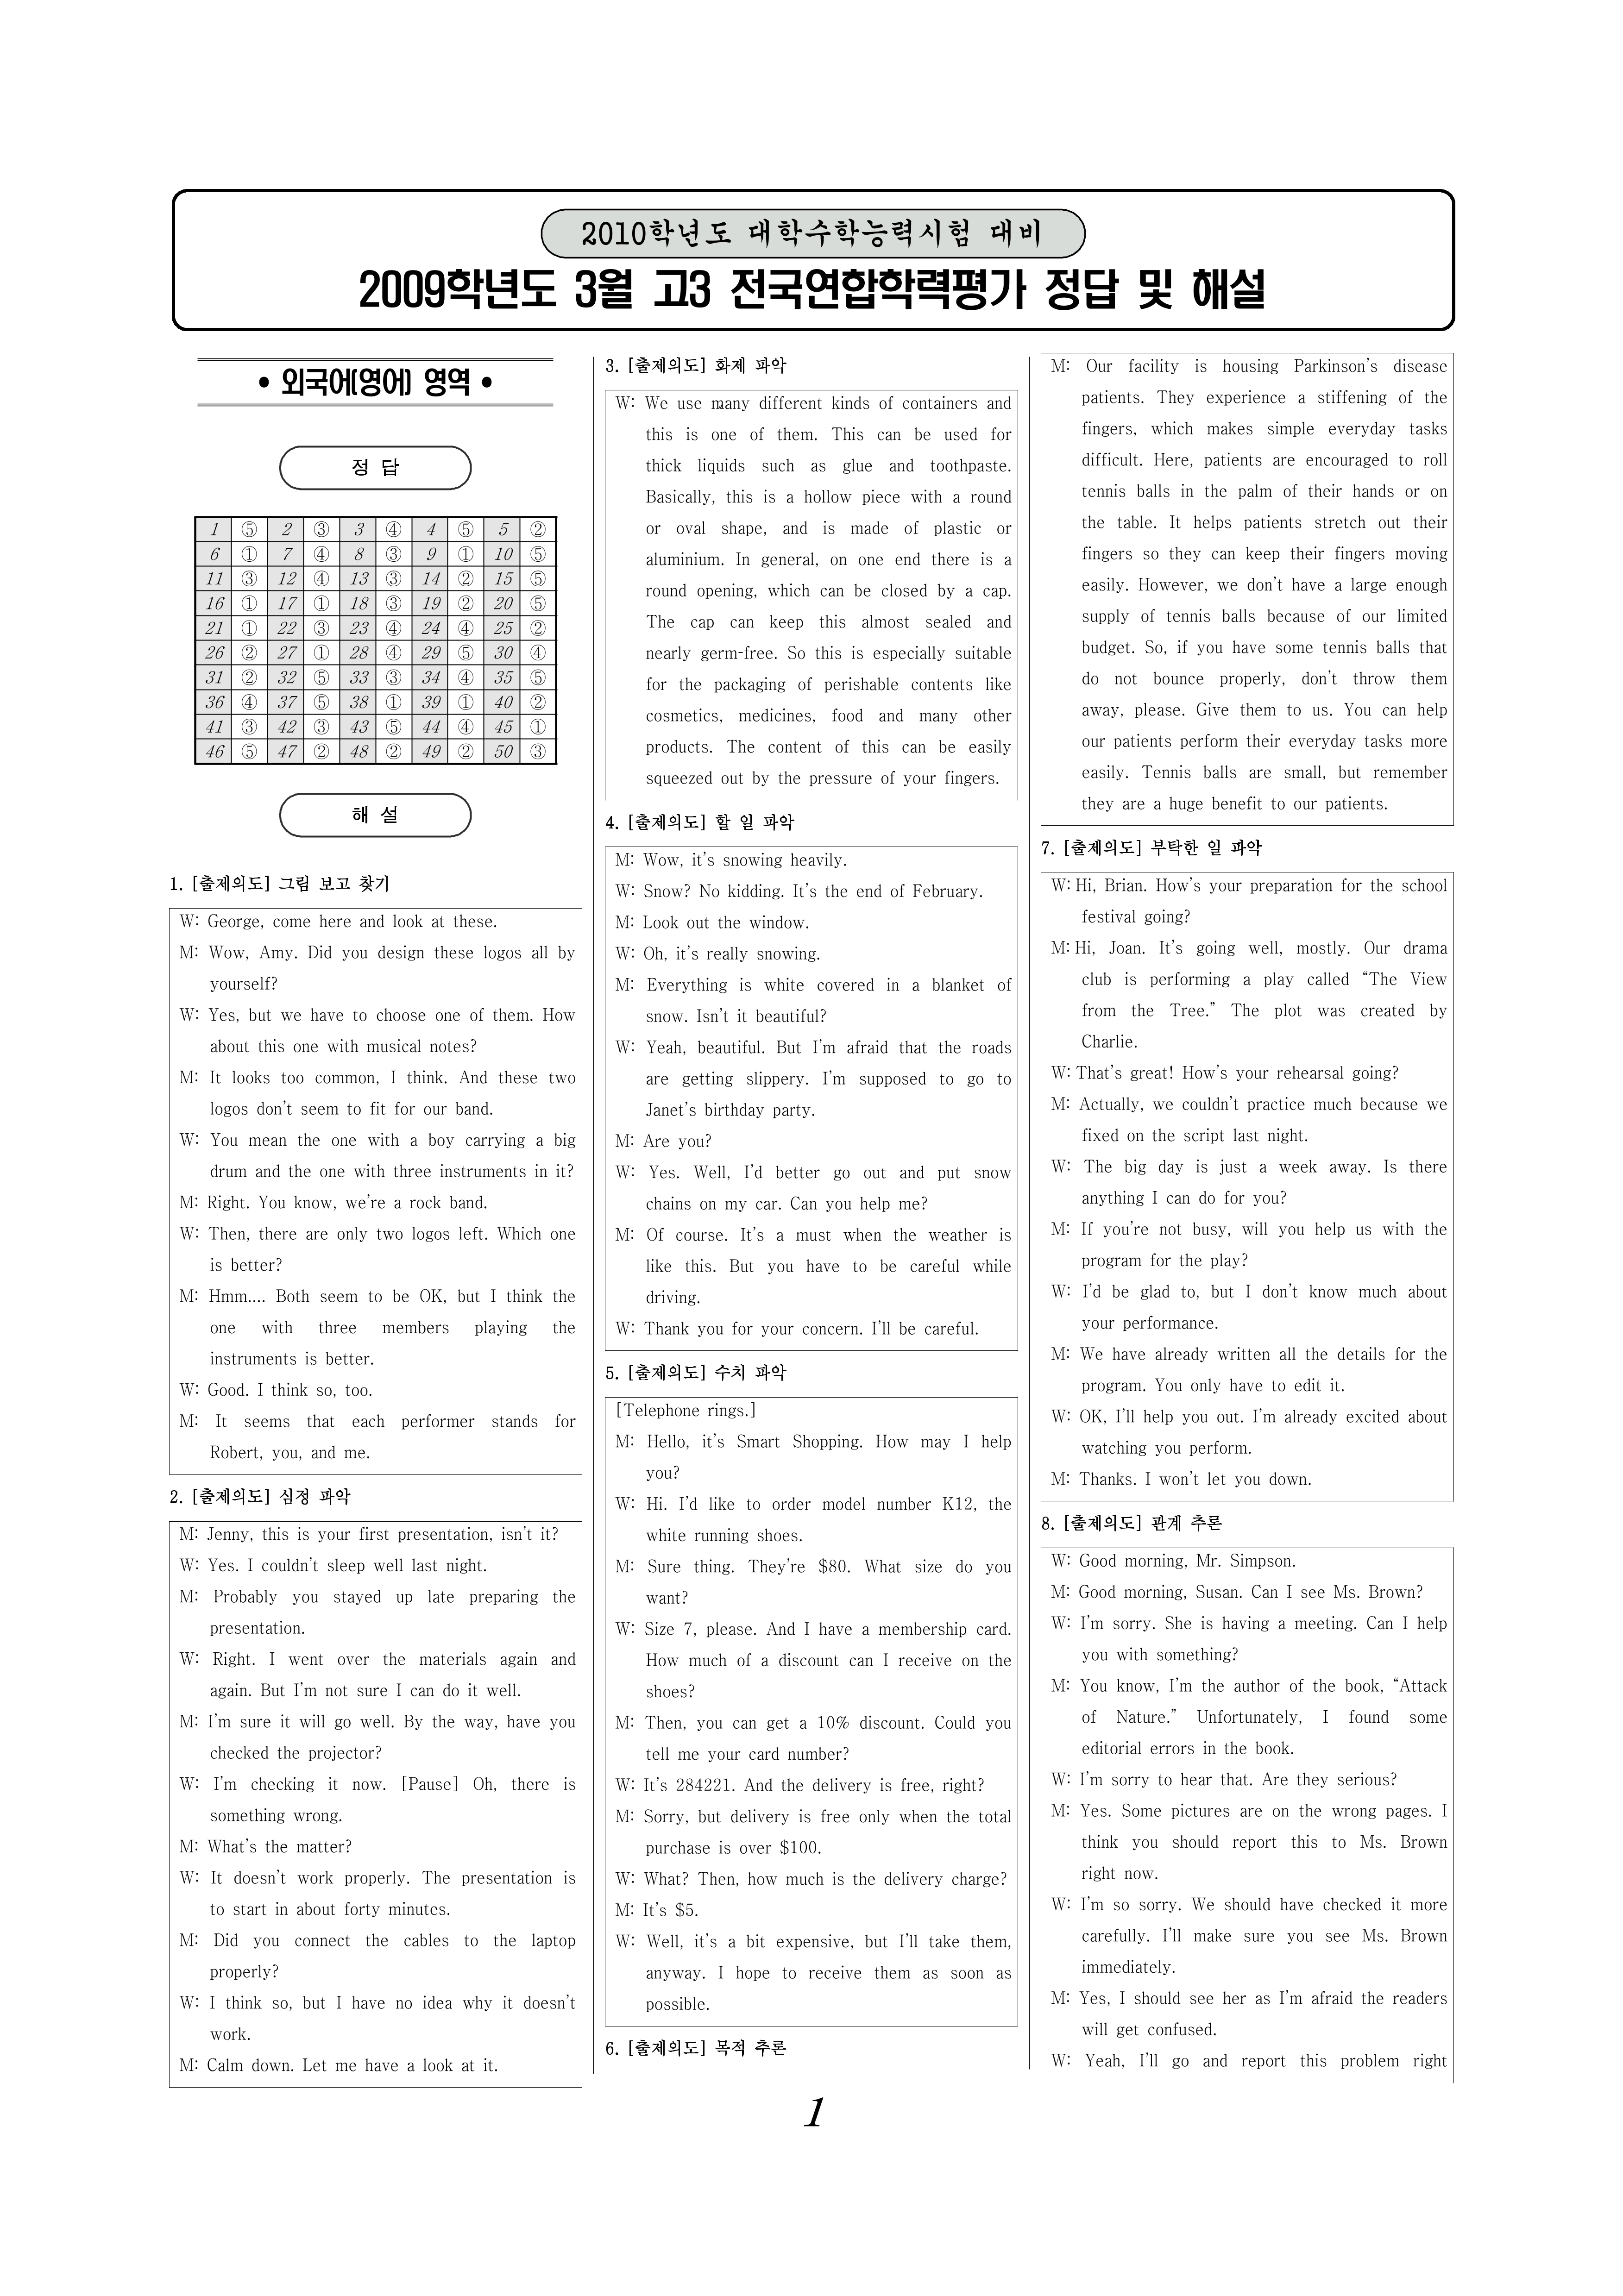 2010학년도 대학수학능력시험 대비
2009학년도 3월 고3 전국연합학력평가 정답 및 해설
• 외국어(영어) 영역 •
정 답
1 ⑤ 2 ③ 3 ④ 4 ⑤ 5 ②
6 ① 7 ④ 8 ③ 9 ① 10 ⑤
11 ③ 12 ④ 13 ③ 14 ② 15 ⑤
16 ① 17 ① 18 ③ 19 ② 20 ⑤
21 ① 22 ③ 23 ④ 24 ④ 25 ②
26 ② 27 ① 28 ④ 29 ⑤ 30 ④
31 ② 32 ⑤ 33 ③ 34 ④ 35 ⑤
36 ④ 37 ⑤ 38 ① 39 ① 40 ②
41 ③ 42 ③ 43 ⑤ 44 ④ 45 ①
46 ⑤ 47 ② 48 ② 49 ② 50 ③
해 설
1. [출제의도] 그림 보고 찾기
W: George, come here and look at these.
M: Wow, Amy. Did you design these logos all by
yourself?
W: Yes, but we have to choose one of them. How
about this one with musical notes?
M: It looks too common, I think. And these two
logos don't seem to fit for our band.
W: You mean the one with a boy carrying a big
drum and the one with three instruments in it?
M: Right. You know, we're a rock band.
W: Then, there are only two logos left. Which one
is better?
M: Hmm.... Both seem to be OK, but I think the
one with three members playing the
instruments is better.
W: Good. I think so, too.
M: It seems that each performer stands for
Robert, you, and me.
2. [출제의도] 심정 파악
M: Jenny, this is your first presentation, isn't it?
W: Yes. I couldn't sleep well last night.
M: Probably you stayed up late preparing the
presentation.
W: Right. I went over the materials again and
again. But I'm not sure I can do it well.
M: I'm sure it will go well. By the way, have you
checked the projector?
W: I'm checking it now. [Pause] Oh, there is
something wrong.
M: What's the matter?
W: It doesn't work properly. The presentation is
to start in about forty minutes.
M: Did you connect the cables to the laptop
properly?
W: I think so, but I have no idea why it doesn't
work.
M: Calm down. Let me have a look at it.
3. [출제의도] 화제 파악
W: We use many different kinds of containers and
this is one of them. This can be used for
thick liquids such as glue and toothpaste.
Basically, this is a hollow piece with a round
or oval shape, and is made of plastic or
aluminium. In general, on one end there is a
round opening, which can be closed by a cap.
The cap can keep this almost sealed and
nearly germ-free. So this is especially suitable
for the packaging of perishable contents like
cosmetics, medicines, food and many other
products. The content of this can be easily
squeezed out by the pressure of your fingers.
4. [출제의도] 할 일 파악
M: Wow, it's snowing heavily.
W: Snow? No kidding. It's the end of February.
M: Look out the window.
W: Oh, it's really snowing.
M: Everything is white covered in a blanket of
snow. Isn't it beautiful?
W: Yeah, beautiful. But I'm afraid that the roads
are getting slippery. I'm supposed to go to
Janet's birthday party.
M: Are you?
W: Yes. Well, I'd better go out and put snow
chains on my car. Can you help me?
M: Of course. It's a must when the weather is
like this. But you have to be careful while
driving.
W: Thank you for your concern. I'll be careful.
5. [출제의도] 수치 파악
[Telephone rings.]
M: Hello, it's Smart Shopping. How may I help
you?
W: Hi. I'd like to order model number K12, the
white running shoes.
M: Sure thing. They're $80. What size do you
want?
W: Size 7, please. And I have a membership card.
How much of a discount can I receive on the
shoes?
M: Then, you can get a 10% discount. Could you
tell me your card number?
W: It's 284221. And the delivery is free, right?
M: Sorry, but delivery is free only when the total
purchase is over $100.
W: What? Then, how much is the delivery charge?
M: It's $5.
W: Well, it's a bit expensive, but I'll take them,
anyway. I hope to receive them as soon as
possible.
6. [출제의도] 목적 추론
M: Our facility is housing Parkinson's disease
patients. They experience a stiffening of the
fingers, which makes simple everyday tasks
difficult. Here, patients are encouraged to roll
tennis balls in the palm of their hands or on
the table. It helps patients stretch out their
fingers so they can keep their fingers moving
easily. However, we don't have a large enough
supply of tennis balls because of our limited
budget. So, if you have some tennis balls that
do not bounce properly, don't throw them
away, please. Give them to us. You can help
our patients perform their everyday tasks more
easily. Tennis balls are small, but remember
they are a huge benefit to our patients.
7. [출제의도] 부탁한 일 파악
W: Hi, Brian. How's your preparation for the school
festival going?
M: Hi, Joan. It's going well, mostly. Our drama
club is performing a play called “The View
from the Tree.” The plot was created by
Charlie.
W: That's great! How's your rehearsal going?
M: Actually, we couldn't practice much because we
fixed on the script last night.
W: The big day is just a week away. Is there
anything I can do for you?
M: If you're not busy, will you help us with the
program for the play?
W: I'd be glad to, but I don't know much about
your performance.
M: We have already written all the details for the
program. You only have to edit it.
W: OK, I'll help you out. I'm already excited about
watching you perform.
M: Thanks. I won't let you down.
8. [출제의도] 관계 추론
W: Good morning, Mr. Simpson.
M: Good morning, Susan. Can I see Ms. Brown?
W: I'm sorry. She is having a meeting. Can I help
you with something?
M: You know, I'm the author of the book, “Attack
of Nature.” Unfortunately, I found some
editorial errors in the book.
W: I'm sorry to hear that. Are they serious?
M: Yes. Some pictures are on the wrong pages. I
think you should report this to Ms. Brown
right now.
W: I'm so sorry. We should have checked it more
carefully. I'll make sure you see Ms. Brown
immediately.
M: Yes, I should see her as I'm afraid the readers
will get confused.
W: Yeah, I'll go and report this problem right
1